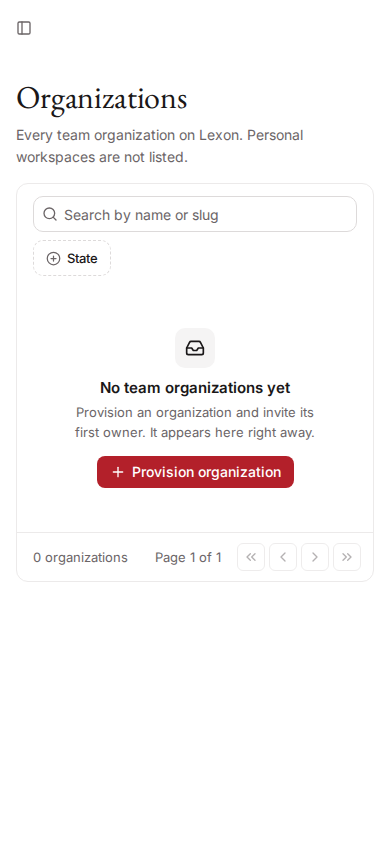 Organizations
Every team organization on Lexon. Personal
workspaces are not listed.
Search by name or slug
State
No team organizations yet
Provision an organization and invite its
first owner. It appears here right away.
Provision organization
0 organizations Page 1 of 1